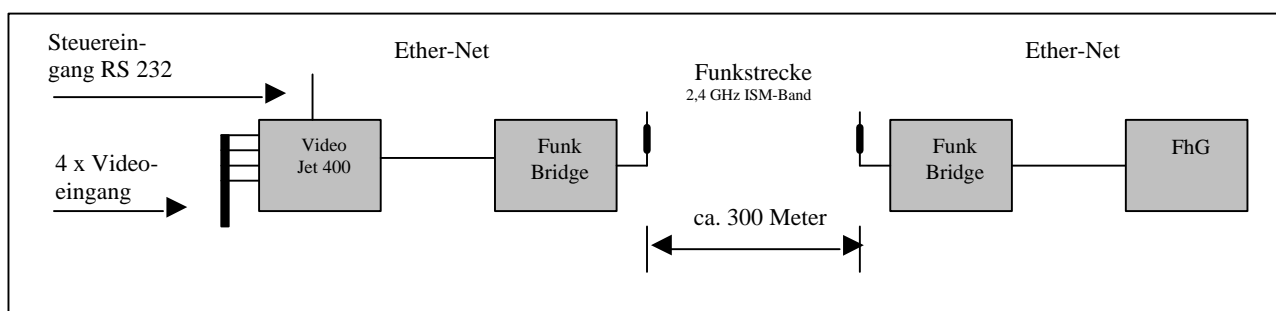 Steuerein-
gang RS 232
Ether-Net
Ether-Net
Funkstrecke
2,4 GHz ISM-Band
4 x Video-
eingang
Video
Jet 400
Funk
Bridge
Funk
Bridge
FhG
ca. 300 Meter